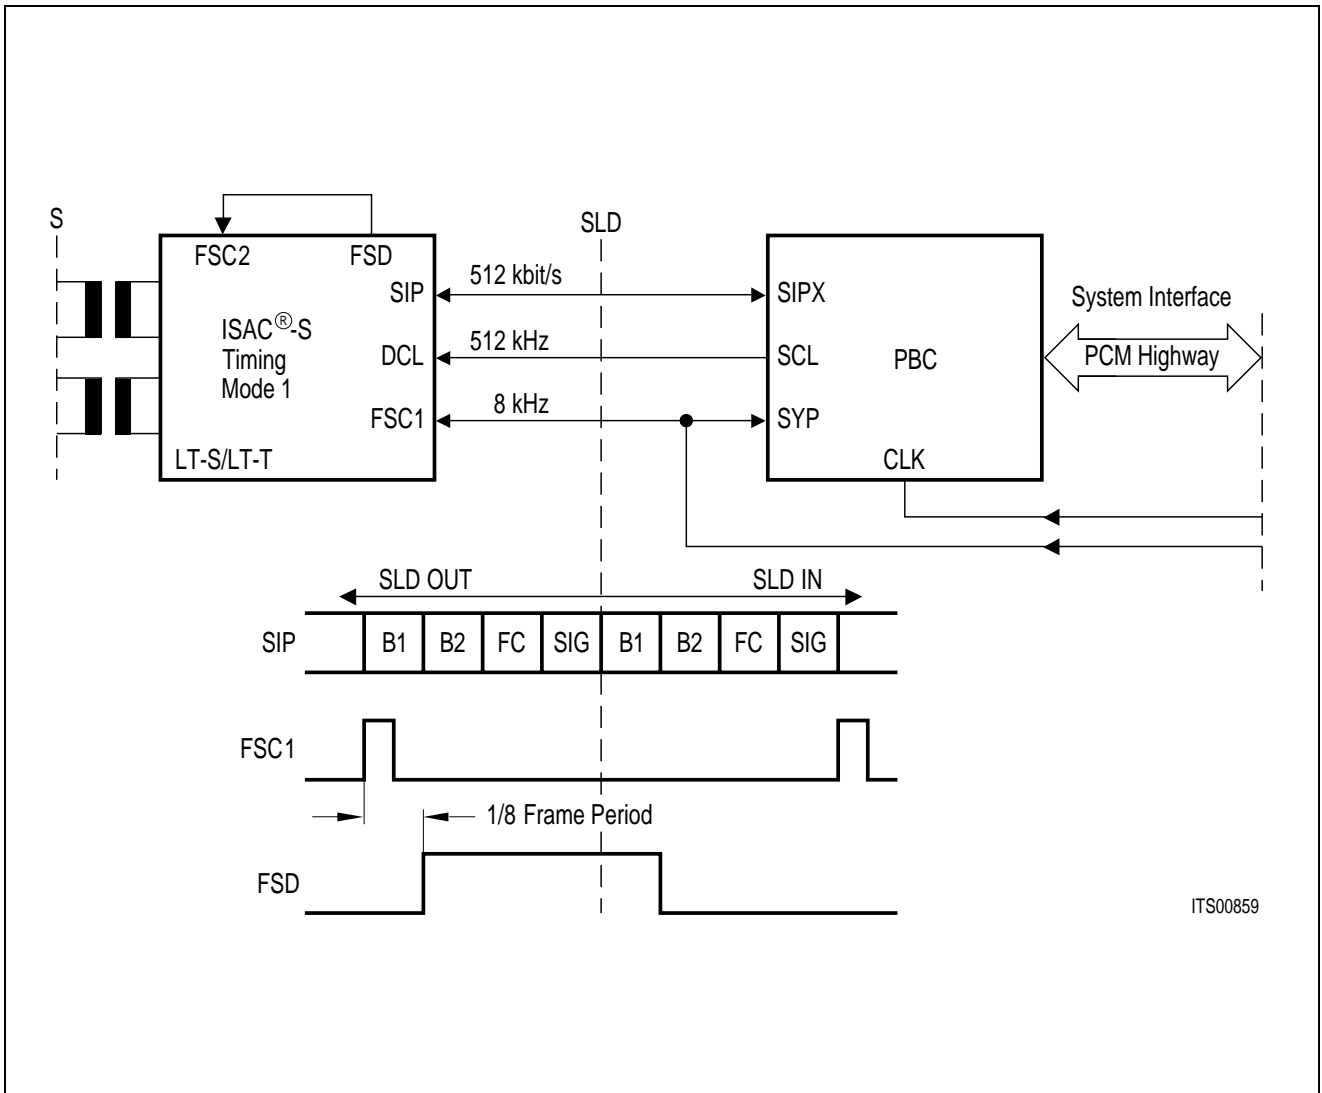 S
SLD
FSC2 FSD
SIP
512 kbit/s
SIPX
System Interface
ISAC®-S
Timing
Mode 1
DCL
512 kHz
SCL
PBC
PCM Highway
FSC1
8 kHz
SYP
LT-S/LT-T
CLK
SLD OUT SLD IN
SIP B1 B2 FC SIG B1 B2 FC SIG
FSC1
1/8 Frame Period
FSD
ITS00859